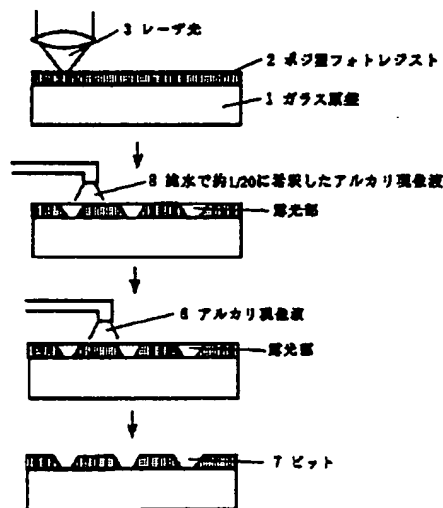 3 レーザ光
2 ポジ型フォトレジスト
1 ガラス原盤
8 純水で約1/20に希釈したアルカリ現像液
露光部
6 アルカリ現像液
露光部
7 ピット